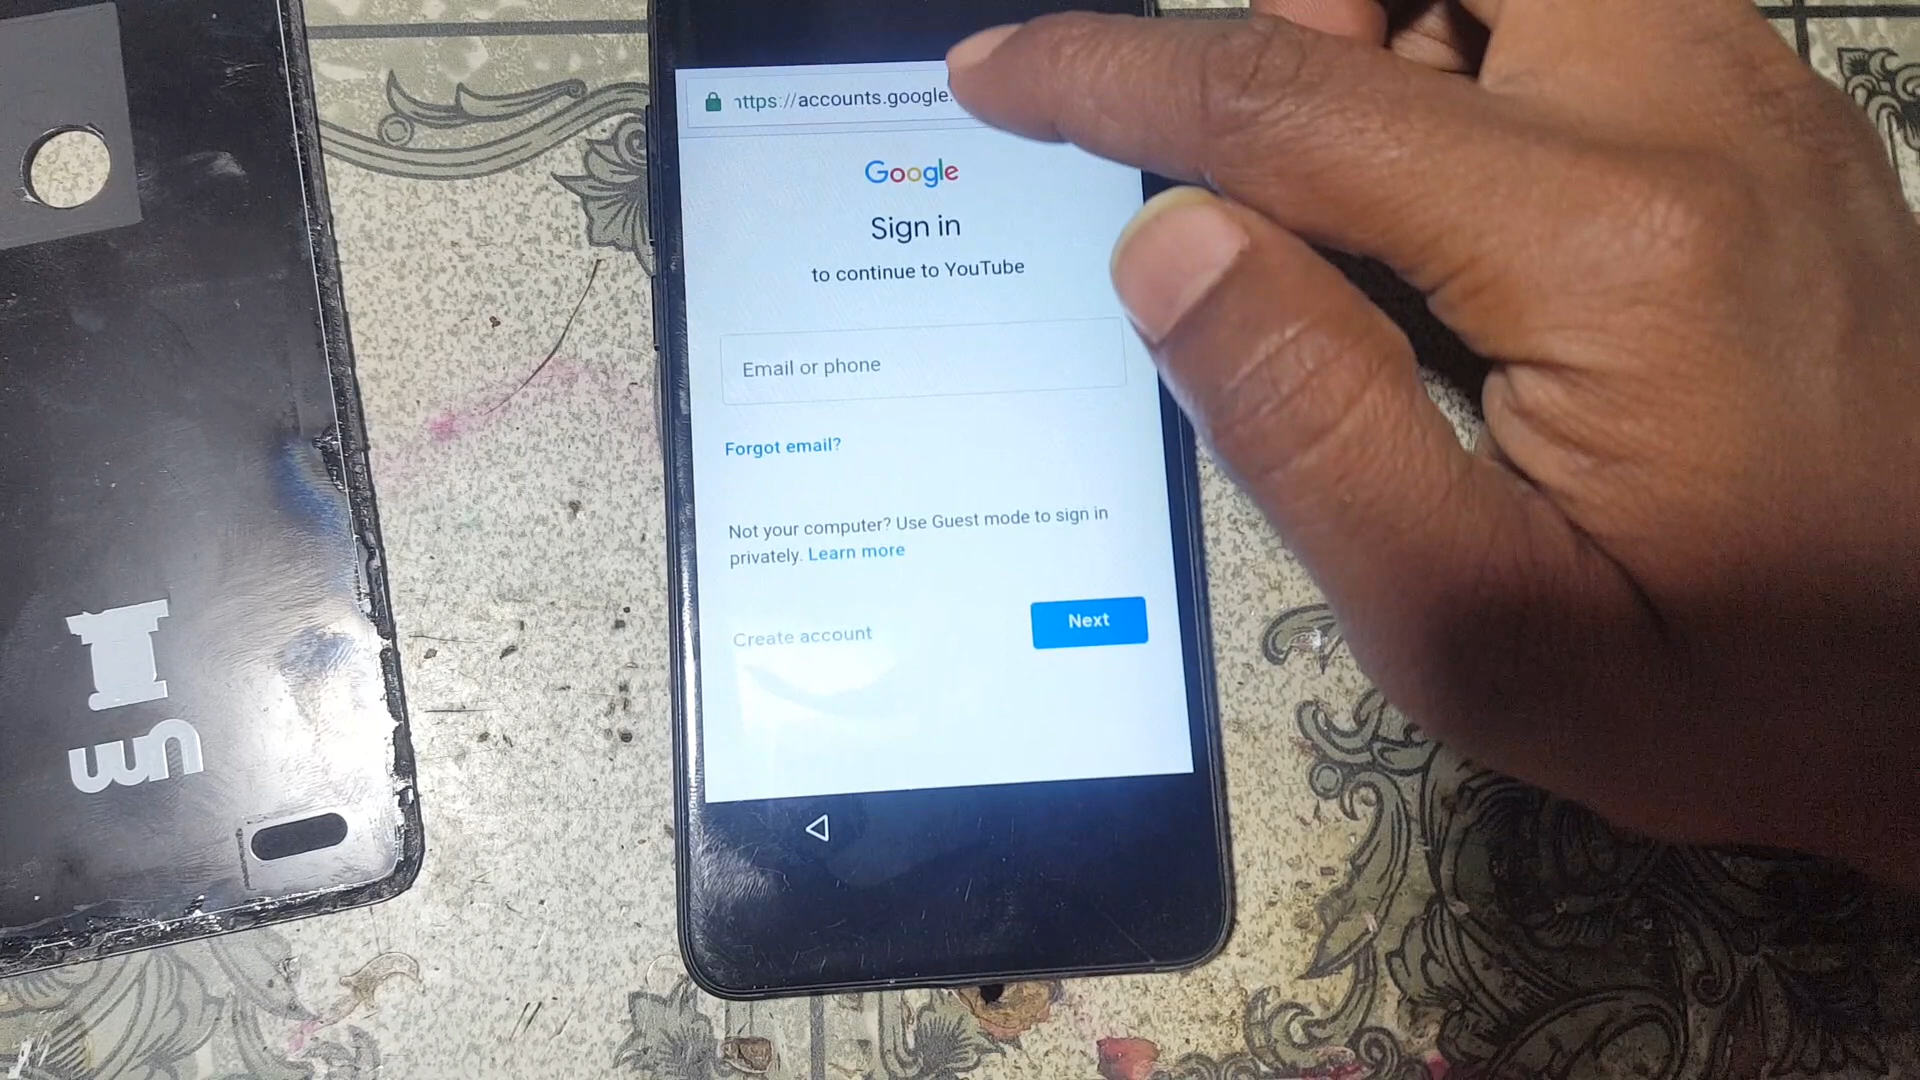 https://accounts.google.
Google
Sign in
to continue to YouTube
Email or phone
Forgot email?
Not your computer? Use Guest mode to sign in
privately. Learn more
Create account
Next